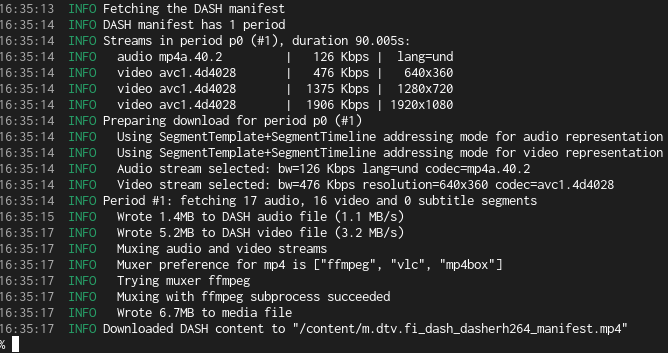 16:35:13 INFO Fetching the DASH manifest
16:35:14 INFO DASH manifest has 1 period
16:35:14 INFO Streams in period p0 (#1), duration 90.005s:
16:35:14 INFO   audio mp4a.40.2       |   126 Kbps |  lang=und
16:35:14 INFO   video avc1.4d4028     |   476 Kbps |   640x360
16:35:14 INFO   video avc1.4d4028     |  1375 Kbps |  1280x720
16:35:14 INFO   video avc1.4d4028     |  1906 Kbps | 1920x1080
16:35:14 INFO Preparing download for period p0 (#1)
16:35:14 INFO   Using SegmentTemplate+SegmentTimeline addressing mode for audio representation
16:35:14 INFO   Using SegmentTemplate+SegmentTimeline addressing mode for video representation
16:35:14 INFO   Audio stream selected: bw=126 Kbps lang=und codec=mp4a.40.2
16:35:14 INFO   Video stream selected: bw=476 Kbps resolution=640x360 codec=avc1.4d4028
16:35:14 INFO Period #1: fetching 17 audio, 16 video and 0 subtitle segments
16:35:15 INFO   Wrote 1.4MB to DASH audio file (1.1 MB/s)
16:35:17 INFO   Wrote 5.2MB to DASH video file (3.2 MB/s)
16:35:17 INFO   Muxing audio and video streams
16:35:17 INFO   Muxer preference for mp4 is ["ffmpeg", "vlc", "mp4box"]
16:35:17 INFO   Trying muxer ffmpeg
16:35:17 INFO   Muxing with ffmpeg subprocess succeeded
16:35:17 INFO   Wrote 6.7MB to media file
16:35:17 INFO Downloaded DASH content to "/content/m.dtv.fi_dash_dasherh264_manifest.mp4"
%